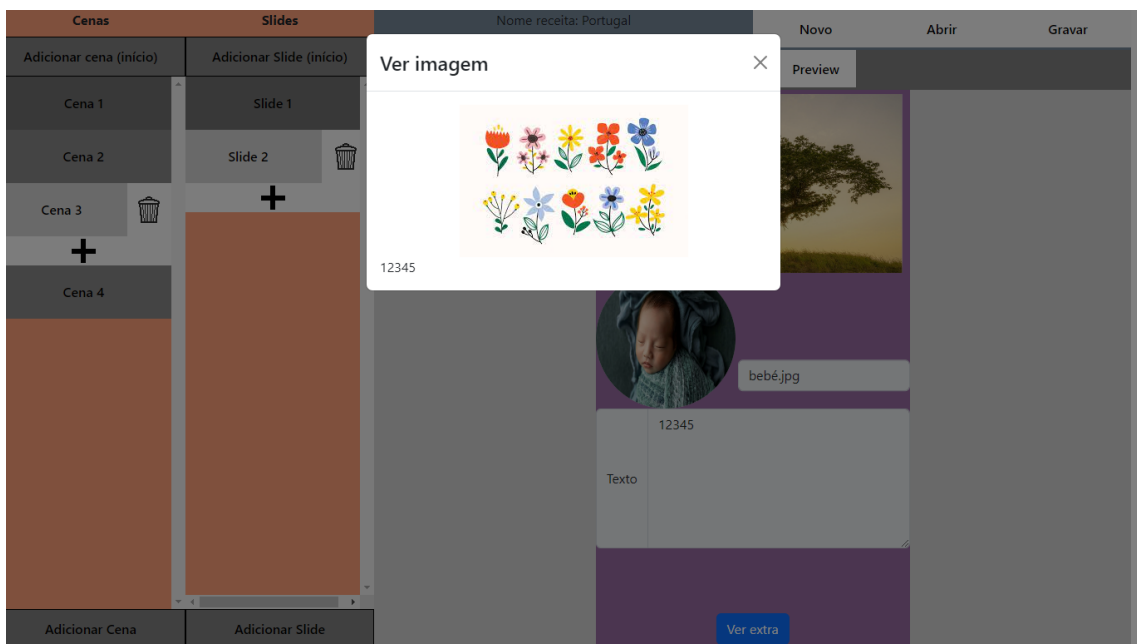 Cenas
Slides
Nome receita: Portugal
Novo
Abrir
Gravar
Adicionar cena (início)
Adicionar Slide (início)
Ver imagem
Preview
Cena 1
Slide 1
Cena 2
Slide 2
Cena 3
12345
Cena 4
bebé.jpg
12345
Texto
Adicionar Cena
Adicionar Slide
Ver extra